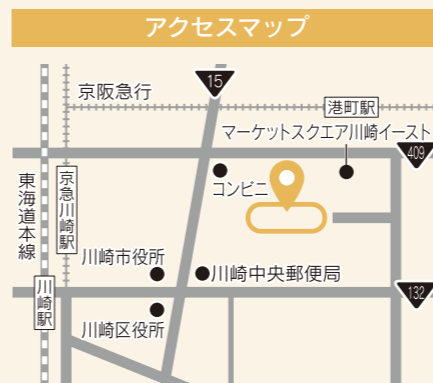 アクセスマップ
15
京阪急行
港町駅
マーケットスクエア川崎イースト
409
コンビニ
東海道本線
京急川崎駅
川崎市役所
川崎中央郵便局
川崎駅
132
川崎区役所